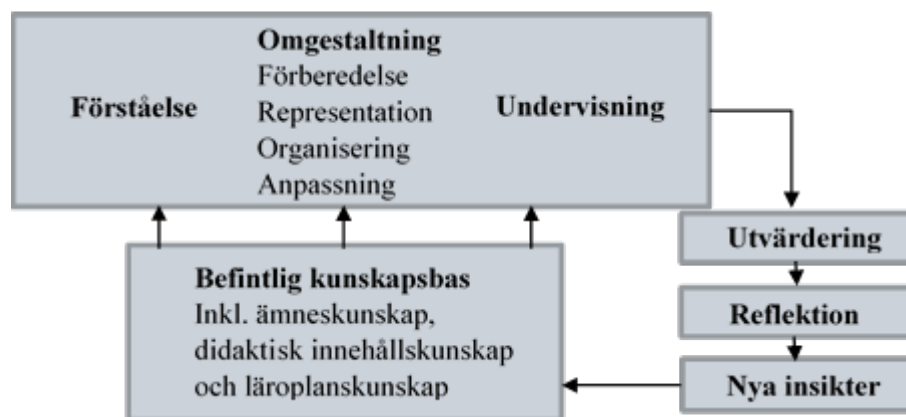 Förståelse
Omgestaltning
Förberedelse
Representation
Organisering
Anpassning
Undervisning
Utvärdering
Reflektion
Nya insikter
Befintlig kunskapsbas
Inkl. ämneskunskap,
didaktisk innehållskunskap
och läroplanskunskap